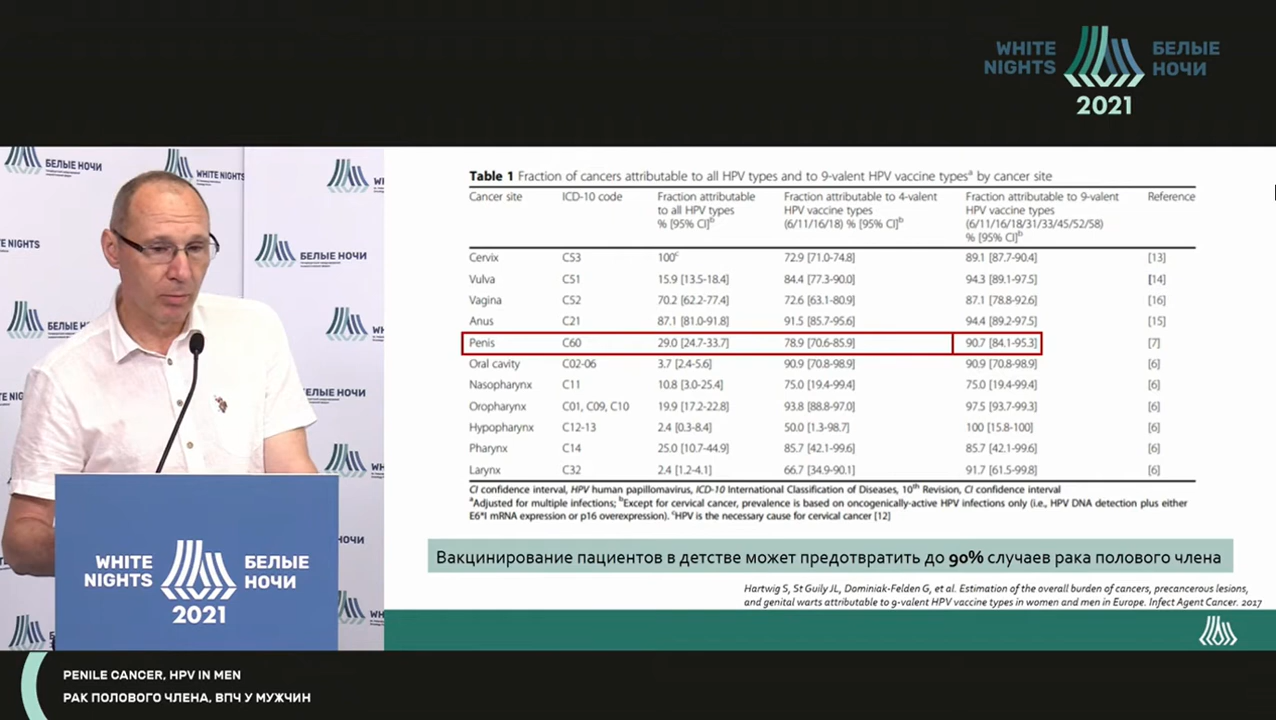 WHITE NIGHTS
БЕЛЫЕ НОЧИ
2021
БЕЛЫЕ НОЧИ
WHITE NIGHTS
NIGHTS
БЕЛЫЕ НОЧИ
БЕЛЫЕ НО
WHITE
NIGHTS
БЕЛЫЕ
НОЧИ
2021
Table 1 Fraction of cancers attributable to all HPV types and to 9-valent HPV vaccine typesᵃ by cancer site
Cancer site ICD-10 code Fraction attributable to all HPV types % [95% CI]ᵇ Fraction attributable to 4-valent HPV vaccine types (6/11/16/18) % [95% CI]ᵇ Fraction attributable to 9-valent HPV vaccine types (6/11/16/18/31/33/45/52/58) % [95% CI]ᵇ Reference
Cervix C53 100ᶜ 72.9 [71.0-74.8] 89.1 [87.7-90.4] [13]
Vulva C51 15.9 [13.5-18.4] 84.4 [77.3-90.0] 94.3 [89.1-97.5] [14]
Vagina C52 70.2 [62.2-77.4] 72.6 [63.1-80.9] 87.1 [78.8-92.6] [16]
Anus C21 87.1 [81.0-91.8] 91.5 [85.7-95.6] 94.4 [89.2-97.5] [15]
Penis C60 29.0 [24.7-33.7] 78.9 [70.6-85.9] 90.7 [84.1-95.3] [7]
Oral cavity C02-06 3.7 [2.4-5.6] 90.9 [70.8-98.9] 90.9 [70.8-98.9] [6]
Nasopharynx C11 10.8 [3.0-25.4] 75.0 [19.4-99.4] 75.0 [19.4-99.4] [6]
Oropharynx C01, C09, C10 19.9 [17.2-22.8] 93.8 [88.8-97.0] 97.5 [93.7-99.3] [6]
Hypopharynx C12-13 2.4 [0.3-8.4] 50.0 [1.3-98.7] 100 [15.8-100] [6]
Pharynx C14 25.0 [10.7-44.9] 85.7 [42.1-99.6] 85.7 [42.1-99.6] [6]
Larynx C32 2.4 [1.2-4.1] 66.7 [34.9-90.1] 91.7 [61.5-99.8] [6]
CI confidence interval, HPV human papillomavirus, ICD-10 International Classification of Diseases, 10th Revision, CI confidence interval
ᵃAdjusted for multiple infections; ᵇExcept for cervical cancer, prevalence is based on oncogenically-active HPV infections only (i.e., HPV DNA detection plus either
E6*I mRNA expression or p16 overexpression). ᶜHPV is the necessary cause for cervical cancer [12]
Вакцинирование пациентов в детстве может предотвратить до 90% случаев рака полового члена
Hartwig S, St Guily JL, Dominiak-Felden G, et al. Estimation of the overall burden of cancers, precancerous lesions,
and genital warts attributable to 9-valent HPV vaccine types in women and men in Europe. Infect Agent Cancer. 2017
PENILE CANCER, HPV IN MEN
РАК ПОЛОВОГО ЧЛЕНА, ВПЧ У МУЖЧИН